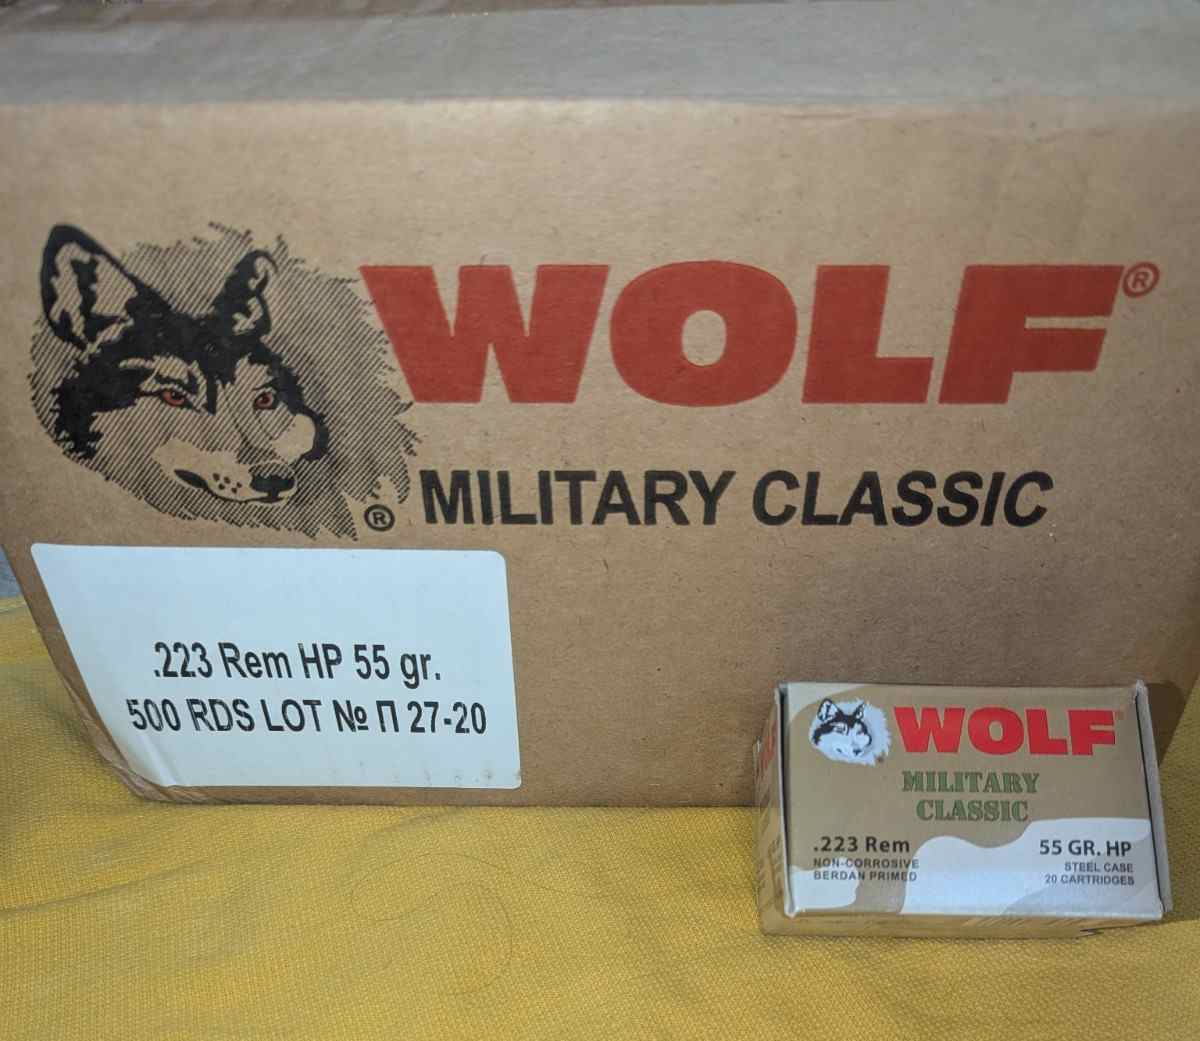 WOLF®
®
MILITARY CLASSIC
.223 Rem HP 55 gr.
500 RDS LOT № П 27-20
WOLF®
MILITARY
CLASSIC
.223 Rem
NON-CORROSIVE
BERDAN PRIMED
55 GR. HP
STEEL CASE
20 CARTRIDGES